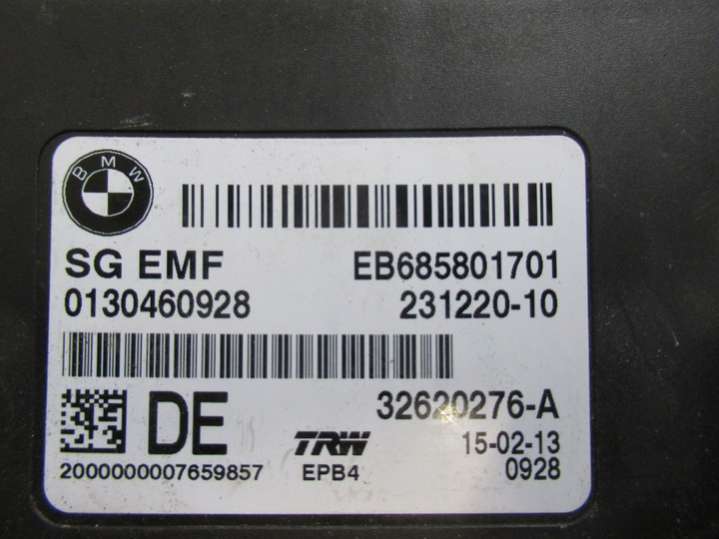 BMW
SG EMF EB685801701
0130460928 231220-10
DE 32620276-A
TRW 15-02-13
2000000007659857 EPB4 0928